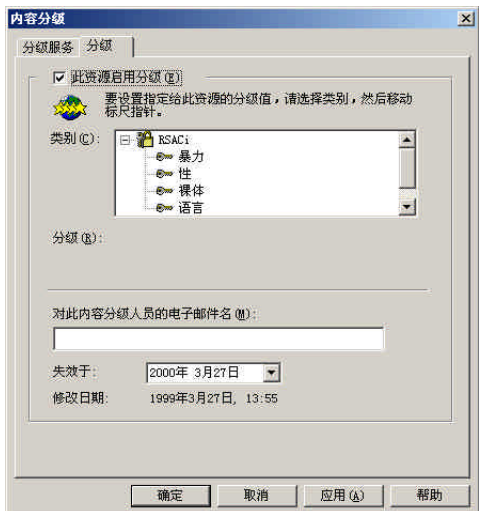 内容分级
分级服务 分级
此资源启用分级(E)
要设置指定给此资源的分级值，请选择类别，然后移动
标尺指针。
类别(C):
RSACi
暴力
性
裸体
语言
分级(R):
对此内容分级人员的电子邮件名(M):
失效于: 2000年 3月27日
修改日期: 1999年3月27日, 13:55
确定 取消 应用(A) 帮助